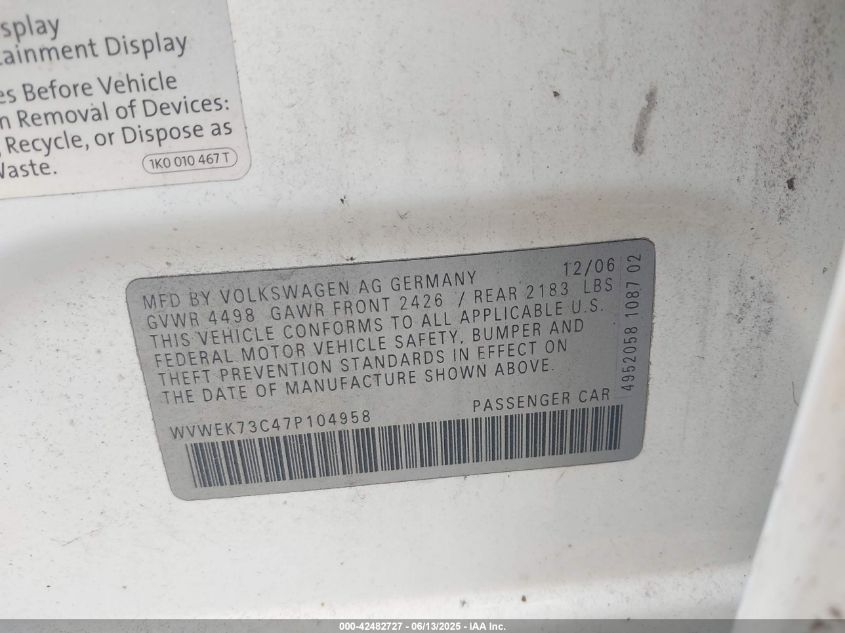 isplay
tainment Display
es Before Vehicle
n Removal of Devices:
, Recycle, or Dispose as
Waste.
1K0 010 467 T
MFD BY VOLKSWAGEN AG GERMANY 12/06
GVWR 4498 GAWR FRONT 2426 / REAR 2183 LBS
THIS VEHICLE CONFORMS TO ALL APPLICABLE U.S.
FEDERAL MOTOR VEHICLE SAFETY, BUMPER AND
THEFT PREVENTION STANDARDS IN EFFECT ON
THE DATE OF MANUFACTURE SHOWN ABOVE.
WVWEK73C47P104958 PASSENGER CAR
4952058 1087 02
000-42482727 - 06/13/2025 - IAA Inc.